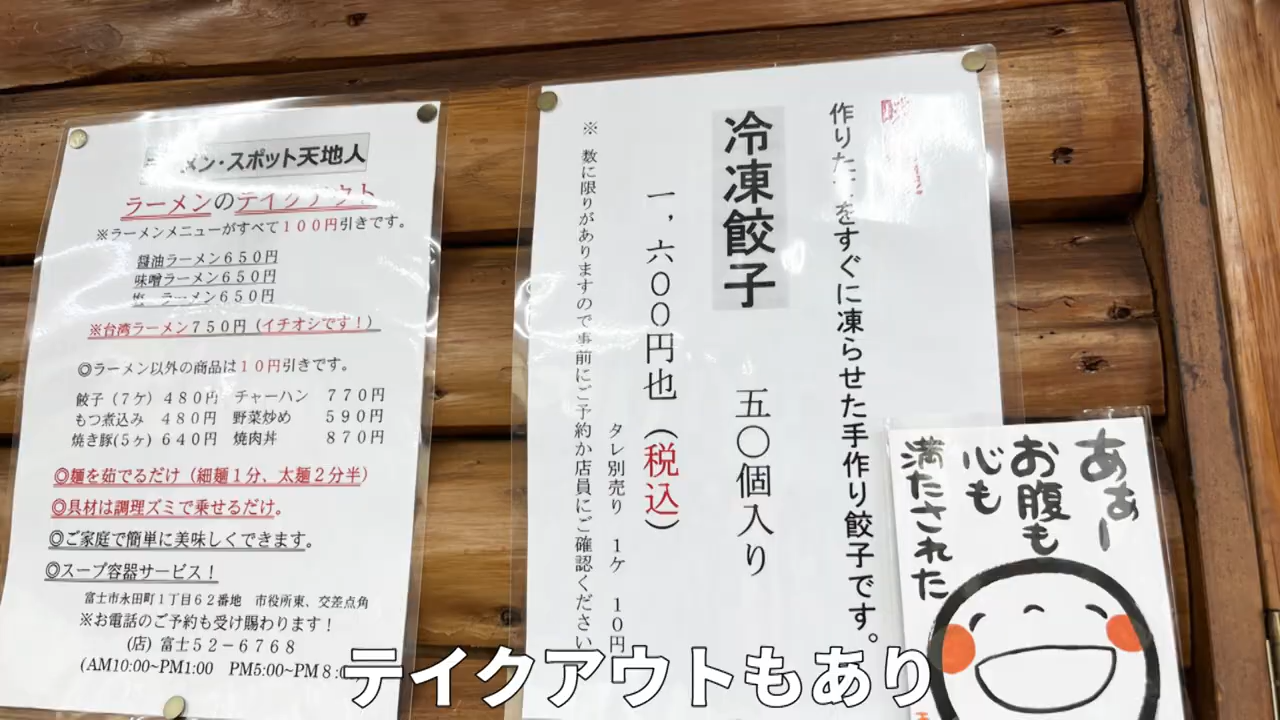 メン・スポット天地人
ラーメンのテイクアウト
※ラーメンメニューがすべて100円引きです。
醤油ラーメン650円
味噌ラーメン650円
塩 ラーメン650円
※台湾ラーメン750円(イチオシです!)
◎ラーメン以外の商品は10円引きです。
餃子(7ケ)480円 チャーハン 770円
もつ煮込み 480円 野菜炒め 590円
焼き豚(5ヶ)640円 焼肉丼 870円
◎麺を茹でるだけ(細麺1分、太麺2分半)
◎具材は調理ズミで乗せるだけ。
◎ご家庭で簡単に美味しくできます。
◎スープ容器サービス!
富士市永田町1丁目62番地 市役所東、交差点角
※お電話のご予約も受け賜わります!
(店)富士52-6768
(AM10:00~PM1:00 PM5:00~PM8:0
作りた
をすぐに凍らせた手作り餃子です。
冷凍餃子 五〇個入り
一,六〇〇円也(税込)
タレ別売り 1ケ 10円
※ 数に限りがありますので事前にご予約か店員にご確認ください
あぁー
お腹も
心も
満たされた
テイクアウトもあり